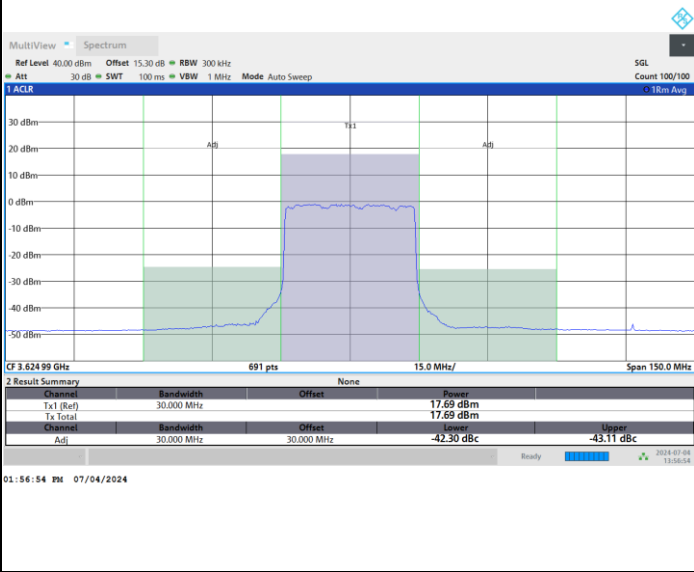 MultiView Spectrum
Ref Level 40.00 dBm Offset 15.30 dB RBW 300 kHz SGL
Att 30 dB SWT 100 ms VBW 1 MHz Mode Auto Sweep Count 100/100
1 ACLR 1Rm Avg
30 dBm
Tx1
20 dBm
Adj Adj
10 dBm
0 dBm
-10 dBm
-20 dBm
-30 dBm
-40 dBm
-50 dBm
CF 3.624 99 GHz 691 pts 15.0 MHz/ Span 150.0 MHz
2 Result Summary None
Channel Bandwidth Offset Power
Tx1 (Ref) 30.000 MHz 17.69 dBm
Tx Total 17.69 dBm
Channel Bandwidth Offset Lower Upper
Adj 30.000 MHz 30.000 MHz -42.30 dBc -43.11 dBc
Ready 2024-07-04
13:56:54
01:56:54 PM 07/04/2024